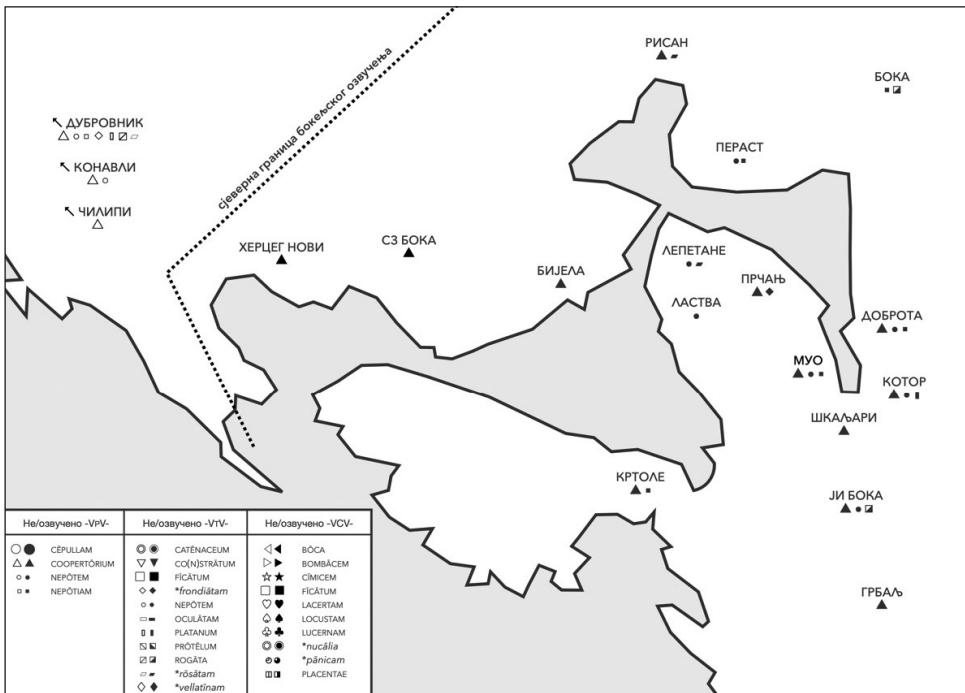 РИСАН
БОКА
ДУБРОВНИК
ПЕРАСТ
КОНАВЛИ
сјеверна граница бокељског озвучења
ЧИЛИПИ
ХЕРЦЕГ НОВИ
СЗ БОКА
ЛЕПЕТАНЕ
БИЈЕЛА
ПРЧАЊ
ЛАСТВА
ДОБРОТА
МУО
КОТОР
ШКАЉАРИ
КРТОЛЕ
ЈИ БОКА
ГРБАЉ
Не/озвучено -VPV-
CĒPULLAM
COOPERTŌRIUM
NEPŌTEM
NEPŌTIAM
Не/озвучено -VTV-
CATĒNACEUM
CO(N)STRĀTUM
FĪCĀTUM
*frondiātam
NEPŌTEM
OCULĀTAM
PLATANUM
PRŌTĒLUM
ROGĀTA
*rōsātam
*vellatīnam
Не/озвучено -VCV-
BŌCA
BOMBĀCEM
CĪMICEM
FĪCĀTUM
LACERTAM
LOCUSTAM
LUCERNAM
*nucālia
*pānicam
PLACENTAE